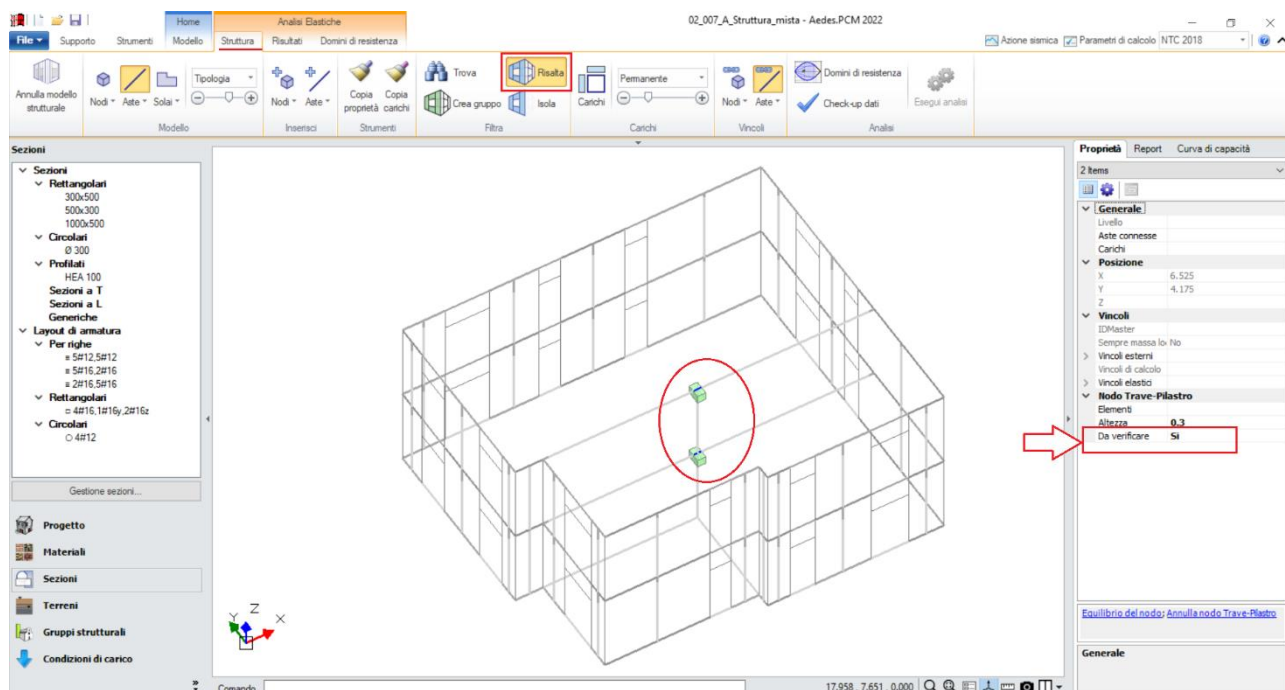 02_007_A_Struttura_mista - Aedes.PCM 2022
Home
Analisi Elastiche
File
Supporto
Strumenti
Modello
Struttura
Risultati
Domini di resistenza
Azione sismica
Parametri di calcolo
NTC 2018
Annulla modello
strutturale
Nodi
Aste
Solai
Tipologia
Modello
Nodi
Aste
Inserisci
Copia
proprietà
Copia
carichi
Strumenti
Trova
Crea gruppo
Risalta
Isola
Filtra
Carichi
Permanente
Carichi
Nodi
Aste
Vincoli
Domini di resistenza
Check-up dati
Esegui analisi
Analisi
Sezioni
Sezioni
Rettangolari
300x500
500x300
1000x500
Circolari
Ø 300
Profilati
HEA 100
Sezioni a T
Sezioni a L
Generiche
Layout di armatura
Per righe
5#12,5#12
5#16,2#16
2#16,5#16
Rettangolari
4#16,1#16y,2#16z
Circolari
4#12
Gestione sezioni...
Progetto
Materiali
Sezioni
Terreni
Gruppi strutturali
Condizioni di carico
Y Z X
Comando
17.958 , 7.651 , 0.000
Proprietà Report Curva di capacità
2 Items
Generale
Livello
Aste connesse
Carichi
Posizione
X 6.525
Y 4.175
Z
Vincoli
IDMaster
Sempre massa lo No
Vincoli esterni
Vincoli di calcolo
Vincoli elastici
Nodo Trave-Pilastro
Elementi
Altezza 0.3
Da verificare Sì
Equilibrio del nodo; Annulla nodo Trave-Pilastro
Generale